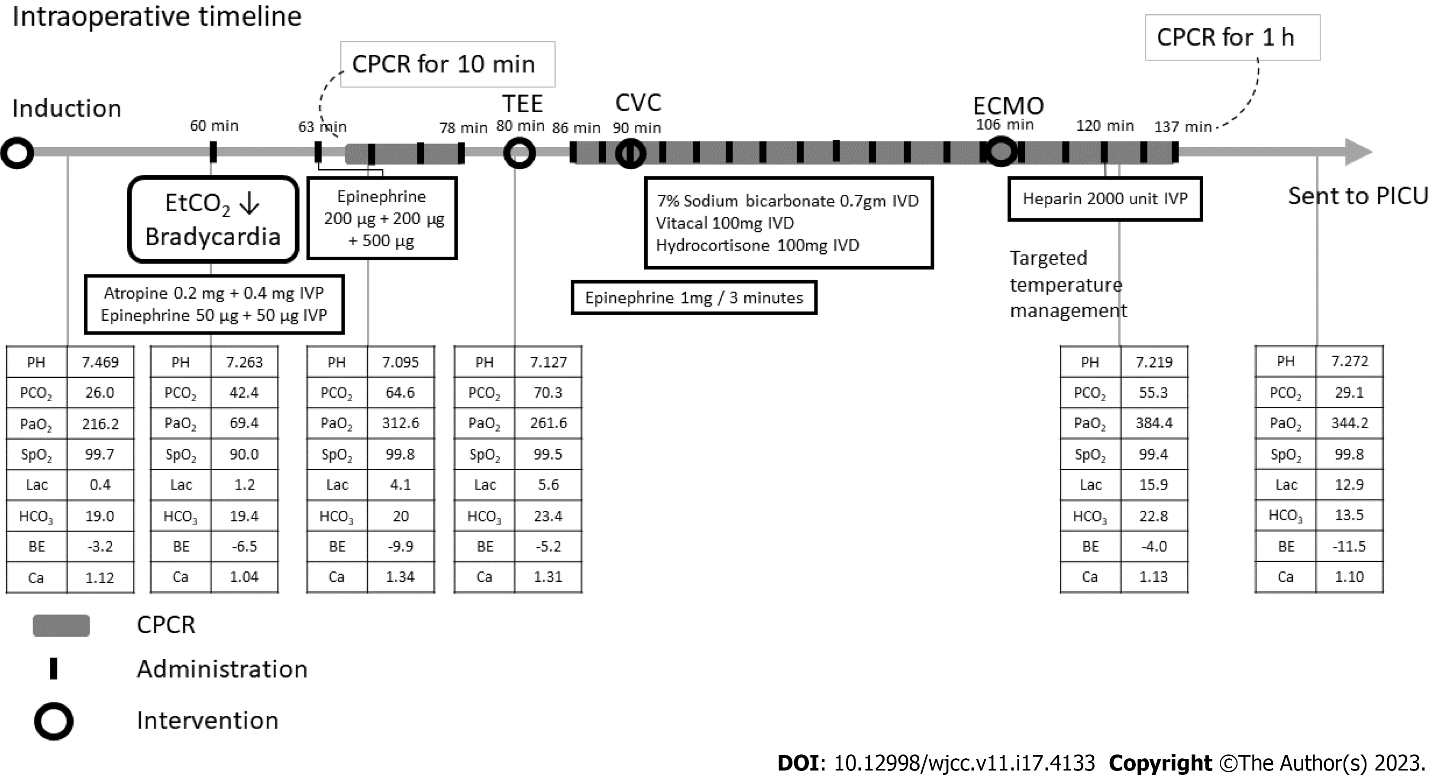 Intraoperative timeline
CPCR for 10 min
CPCR for 1 h
Induction
60 min
63 min
78 min
TEE
80 min
86 min
CVC
90 min
ECMO
106 min
120 min
137 min
Sent to PICU
EtCO₂ ↓
Bradycardia
Epinephrine
200 µg + 200 µg
+ 500 µg
7% Sodium bicarbonate 0.7gm IVD
Vitacal 100mg IVD
Hydrocortisone 100mg IVD
Heparin 2000 unit IVP
Atropine 0.2 mg + 0.4 mg IVP
Epinephrine 50 µg + 50 µg IVP
Epinephrine 1mg / 3 minutes
Targeted
temperature
management
PH 7.469
PCO₂ 26.0
PaO₂ 216.2
SpO₂ 99.7
Lac 0.4
HCO₃ 19.0
BE -3.2
Ca 1.12
PH 7.263
PCO₂ 42.4
PaO₂ 69.4
SpO₂ 90.0
Lac 1.2
HCO₃ 19.4
BE -6.5
Ca 1.04
PH 7.095
PCO₂ 64.6
PaO₂ 312.6
SpO₂ 99.8
Lac 4.1
HCO₃ 20
BE -9.9
Ca 1.34
PH 7.127
PCO₂ 70.3
PaO₂ 261.6
SpO₂ 99.5
Lac 5.6
HCO₃ 23.4
BE -5.2
Ca 1.31
PH 7.219
PCO₂ 55.3
PaO₂ 384.4
SpO₂ 99.4
Lac 15.9
HCO₃ 22.8
BE -4.0
Ca 1.13
PH 7.272
PCO₂ 29.1
PaO₂ 344.2
SpO₂ 99.8
Lac 12.9
HCO₃ 13.5
BE -11.5
Ca 1.10
CPCR
Administration
Intervention
DOI: 10.12998/wjcc.v11.i17.4133 Copyright ©The Author(s) 2023.